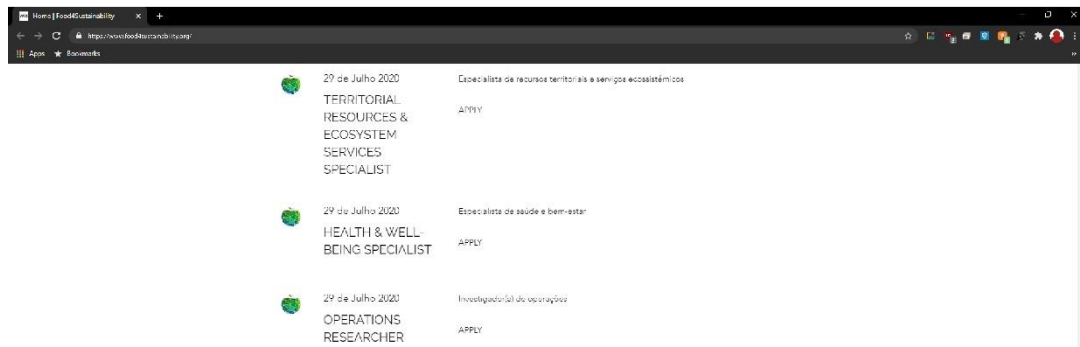 Home | Food4Sustainability
https://www.food4sustainability.org/
Apps Bookmarks
29 de Julho 2020
TERRITORIAL
RESOURCES &
ECOSYSTEM
SERVICES
SPECIALIST
Especialista de recursos territoriais e serviços ecossistémicos
APPLY
29 de Julho 2020
HEALTH & WELL-
BEING SPECIALIST
Especialista de saúde e bem-estar
APPLY
29 de Julho 2020
OPERATIONS
RESEARCHER
Investigador(a) de operações
APPLY